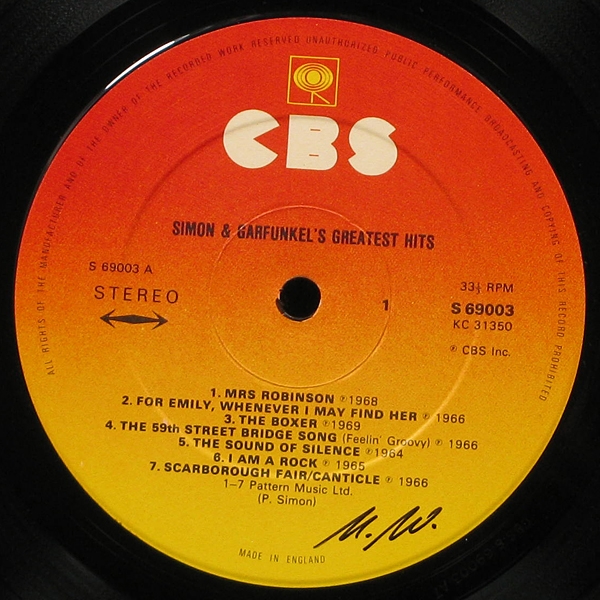 ALL RIGHTS OF THE MANUFACTURER AND OF THE OWNER OF THE RECORDED WORK RESERVED UNAUTHORIZED PUBLIC PERFORMANCE BROADCASTING AND COPYING OF THIS RECORD PROHIBITED
CBS
SIMON & GARFUNKEL'S GREATEST HITS
S 69003 A
STEREO
1
33⅓ RPM
S 69003
KC 31350
℗ CBS Inc.
1. MRS ROBINSON ℗1968
2. FOR EMILY, WHENEVER I MAY FIND HER ℗ 1966
3. THE BOXER ℗1969
4. THE 59th STREET BRIDGE SONG (Feelin' Groovy) ℗ 1966
5. THE SOUND OF SILENCE ℗1964
6. I AM A ROCK ℗ 1965
7. SCARBOROUGH FAIR/CANTICLE ℗ 1966
1–7 Pattern Music Ltd.
(P. Simon)
M. W.
MADE IN ENGLAND